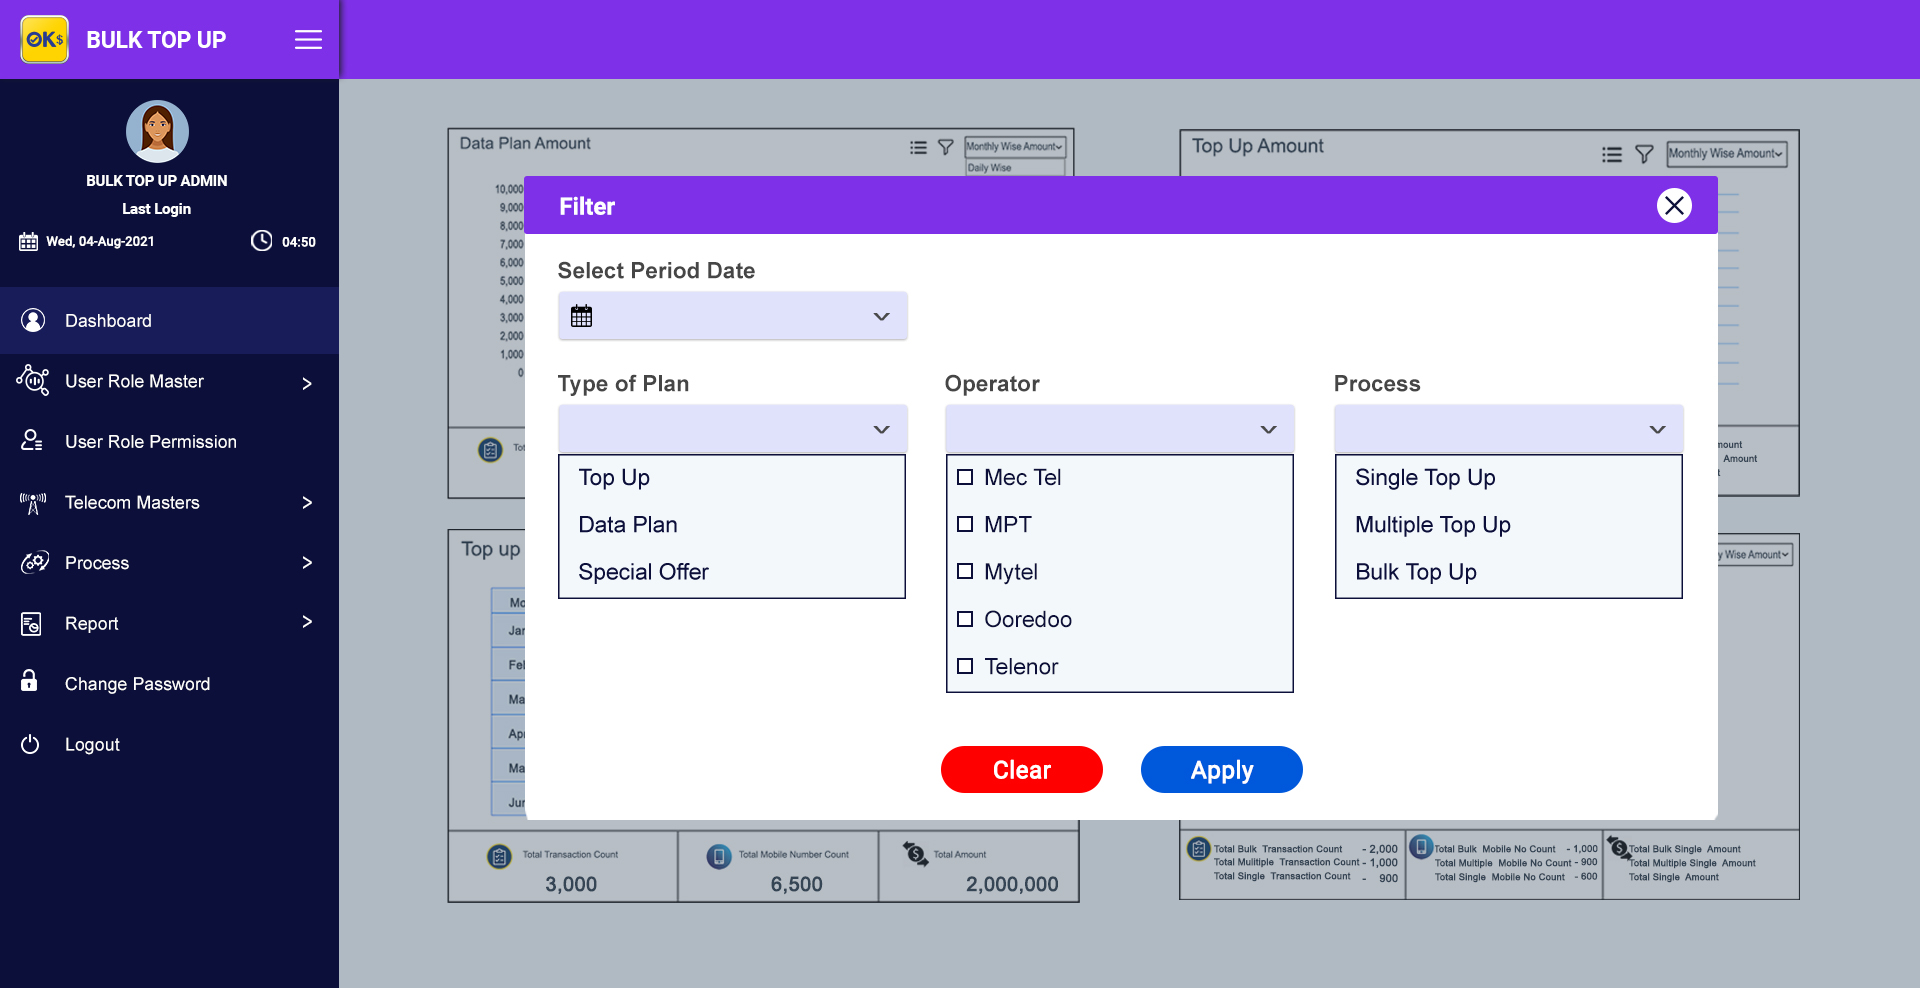 OK$
BULK TOP UP
BULK TOP UP ADMIN
Last Login
Wed, 04-Aug-2021
04:50
Dashboard
User Role Master
User Role Permission
Telecom Masters
Process
Report
Change Password
Logout
Data Plan Amount
Monthly Wise Amount
Daily Wise
10,000
9,000
8,000
7,000
6,000
5,000
4,000
3,000
2,000
1,000
0
Top Up Amount
Monthly Wise Amount
Filter
Select Period Date
Type of Plan
Top Up
Data Plan
Special Offer
Operator
Mec Tel
MPT
Mytel
Ooredoo
Telenor
Process
Single Top Up
Multiple Top Up
Bulk Top Up
Clear
Apply
Amount
Top up
Wise Amount
Total Transaction Count
3,000
Total Mobile Number Count
6,500
Total Amount
2,000,000
Total Bulk Transaction Count - 2,000
Total Mulitiple Transaction Count - 1,000
Total Single Transaction Count - 900
Total Bulk Mobile No Count - 1,000
Total Multiple Mobile No Count - 900
Total Single Mobile No Count - 600
Total Bulk Single Amount
Total Multiple Single Amount
Total Single Amount